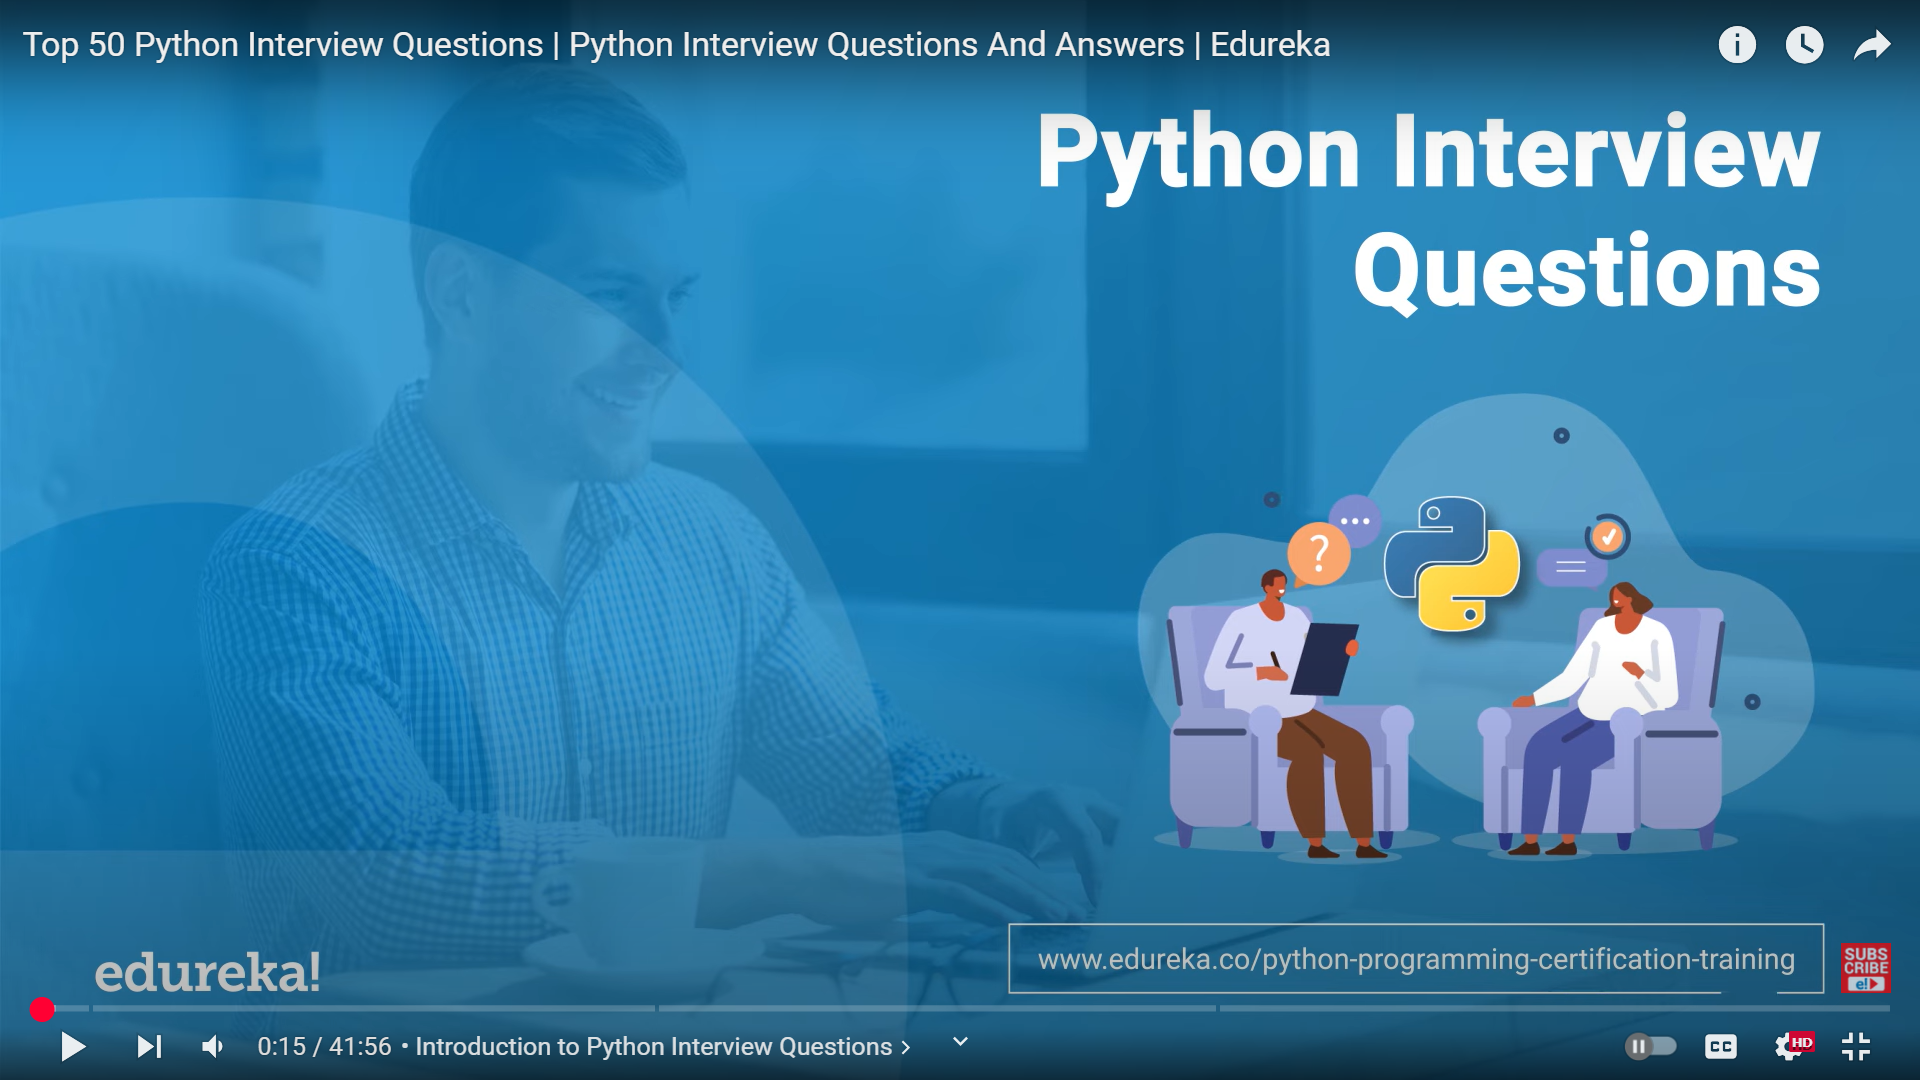 Top 50 Python Interview Questions | Python Interview Questions And Answers | Edureka
Python Interview
Questions
?
edureka!
www.edureka.co/python-programming-certification-training
SUBS
CRIBE
e!
0:15 / 41:56 • Introduction to Python Interview Questions
CC
HD